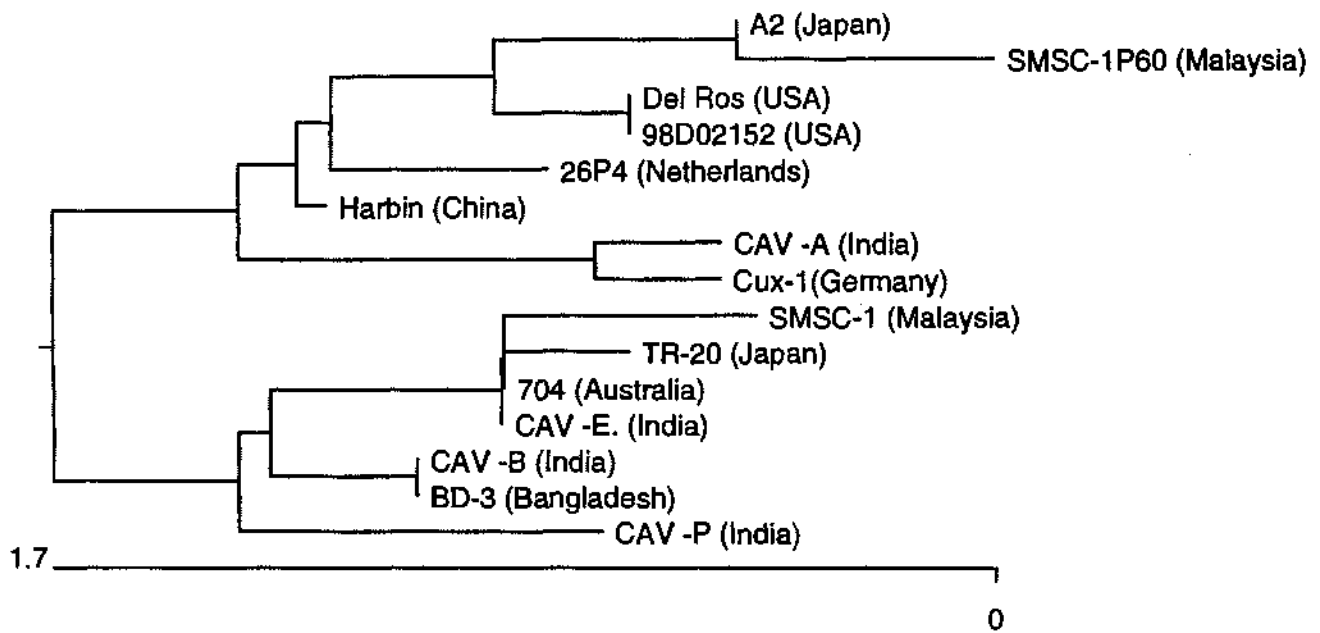 A2 (Japan)
SMSC-1P60 (Malaysia)
Del Ros (USA)
98D02152 (USA)
26P4 (Netherlands)
Harbin (China)
CAV -A (India)
Cux-1(Germany)
SMSC-1 (Malaysia)
TR-20 (Japan)
704 (Australia)
CAV -E. (India)
CAV -B (India)
BD-3 (Bangladesh)
CAV -P (India)
1.7
0